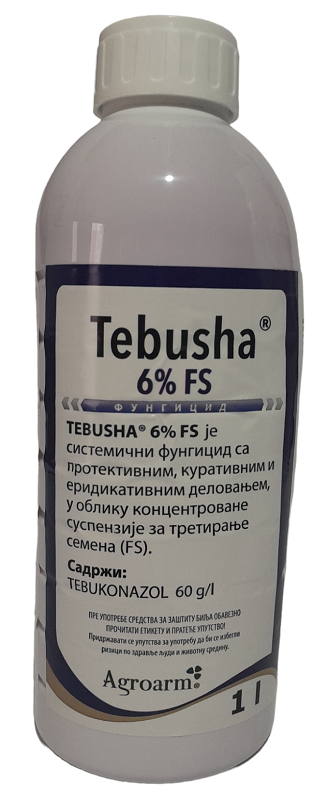 Tebusha®
6% FS
ФУНГИЦИД
TEBUSHA® 6% FS је
системични фунгицид са
протективним, куративним и
еридикативним деловањем,
у облику концентроване
суспензије за третирање
семена (FS).
Садржи:
TEBUKONAZOL 60 g/l
ПРЕ УПОТРЕБЕ СРЕДСТВА ЗА ЗАШТИТУ БИЉА ОБАВЕЗНО
ПРОЧИТАТИ ЕТИКЕТУ И ПРАТЕЋЕ УПУТСТВО!
Придржавати се упутства за употребу да би се избегли
ризици по здравље људи и животну средину.
Agroarm®
1 l